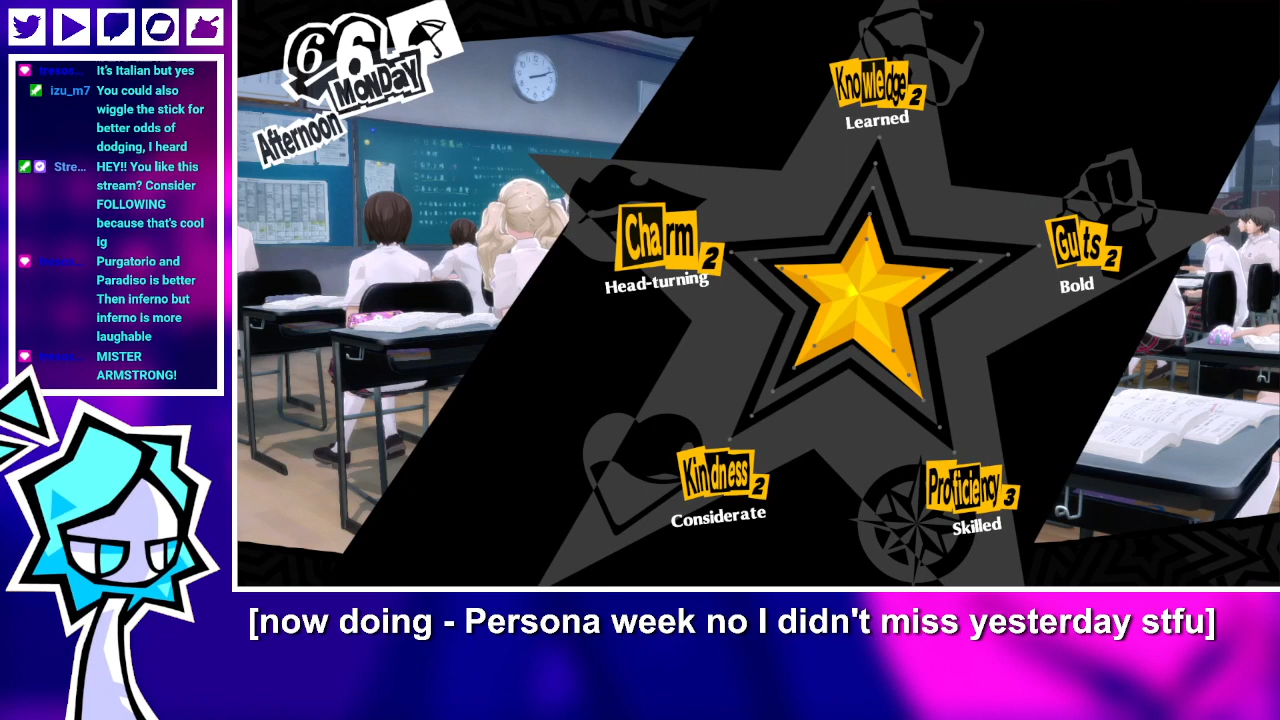 It's Italian but yes
izu_m7 You could also
wiggle the stick for
better odds of
dodging, I heard
Stre... HEY!! You like this
stream? Consider
FOLLOWING
because that's cool
ig
Purgatorio and
Paradiso is better
Then inferno but
inferno is more
laughable
MISTER
ARMSTRONG!
6/6
MONDAY
Afternoon
Knowledge 2
Learned
Charm 2
Head-turning
Guts 2
Bold
Kindness 2
Considerate
Proficiency 3
Skilled
[now doing - Persona week no I didn't miss yesterday stfu]